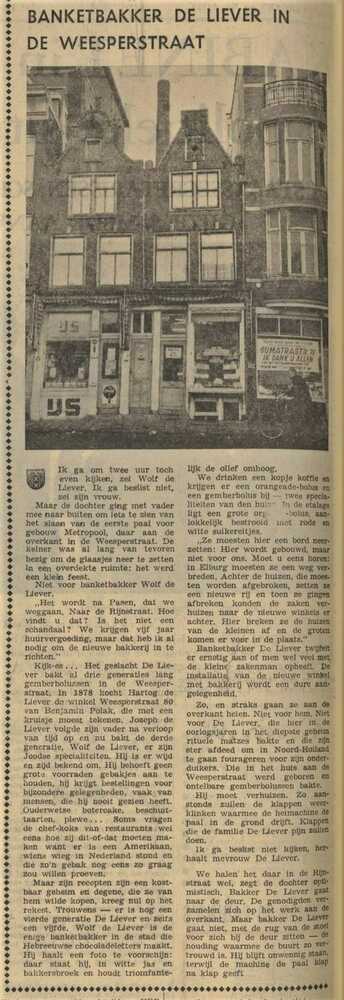 BANKETBAKKER DE LIEVER IN
DE WEESPERSTRAAT
IJS
IJS
SUMATRASTR
IK DANK U ALLEN
Ik ga om twee uur toch
even kijken, zei Wolf de
Liever, Ik ga beslist niet,
zei zijn vrouw.
Maar de dochter ging met vader
mee naar buiten om iets te zien van
het slaan van de eerste paal voor
gebouw Metropool, daar aan de
overkant in de Weesperstraat. De
kelner was al lang van tevoren
bezig om de glaasjes neer te zetten
in een overdekte ruimte: het werd
een klein feest.
Niet voor banketbakker Wolf de
Liever.
„Het wordt na Pasen, dat we
weggaan. Naar de Rijnstraat. Hoe
vindt u dat? Is het niet een
schandaal? We krijgen vijf jaar
huurvergoeding, maar dat heb ik al
nodig om de nieuwe bakkerij in te
richten."
Kijk-es... Het geslacht De Lie-
ver bakt al drie generaties lang
gemberbolussen in de Weesper-
straat. In 1878 kocht Hartog de
Liever de winkel Weesperstraat 89
van Benjamin Polak, die met een
kruisje moest tekenen. Joseph de
Liever volgde zijn vader na verloop
van tijd op en nu bakt de derde
generatie, Wolf de Liever, er zijn
Joodse specialiteiten. Hij is er wijd
en zijd bekend om. Hij behoeft geen
grote voorraden gebakjes aan te
houden, hij krijgt bestellingen voor
bijzondere gelegenheden, vaak van
mensen, die hij nooit gezien heeft.
Ouderwetse boterkoeke, beschuit-
taarten, plewe... Soms vragen
de chef-koks van restaurants wel
eens hoe zij dit-of-dat moeten ma-
ken want er is een Amerikaan,
wiens wieg in Nederland stond en
die zo'n gebak nog eens zo graag
zou willen proeven.
Maar zijn recepten zijn een kost-
baar geheim en degene, die ze van
hem wilde kopen, kreeg nul op het
rekest. Trouwens — er is nog een
vierde generatie De Liever en zelfs
een vijfde. Wolf de Liever is de
enige banketbakker in de stad die
Hebreeuwse chocoladeletters maakt.
Hij haalt een foto te voorschijn:
daar staat hij, in witte jas en
bakkersbroek en houdt triomfante-
lijk de alief omhoog.
We drinken een kopje koffie en
krijgen er een orangeade-bolus en
een gemberbolus bij — twee specia-
liteiten van den huize. In de etalage
ligt een grote -bolus, aan-
lokkelijk bestrooid met rode en
witte suikereitjes.
„Ze moesten hier een bord neer-
zetten: Hier wordt gebouwd, maar
niet voor ons. Moet u eens horen:
in Elburg moesten ze een weg ver-
breden. Achter de huizen, die moes-
ten worden afgebroken, zetten ze
een nieuwe rij en toen ze gingen
afbreken konden de zaken ver-
huizen naar de nieuwe winkels er
achter. Hier breken ze de huizen
van de kleinen af en de groten
komen er voor in de plaats."
Banketbakker De Liever twijfelt
er ernstig aan of men wel veel met
de kleine zakenman ophoeft. De
installatie van de nieuwe winkel
met bakkerij wordt een dure aan-
gelegenheid.
Zo, en straks gaan ze aan de
overkant heien. Niet voor hem. Niet
voor De Liever, die hier in de
oorlogsjaren in het diepste geheim
rituele matzes bakte en die zich
ster afdeed om in Noord-Holland
te gaan fourageren voor zijn onder-
duikers. Die in het huis aan de
Weesperstraat werd geboren en
ontelbare gemberbolussen bakte.
Hij moet verhuizen. Zo aan-
stonds zullen de klappen weer-
klinken waarmee de heimachine de
paal in de grond drijft. Klappen
die de familie De Liever pijn zullen
doen.
Ik ga beslist niet kijken, her-
haalt mevrouw De Liever.
We halen het daar in de Rijn-
straat wel, zegt de dochter opti-
mistisch, Bakker De Liever gaat
naar de deur. De genodigden ver-
zamelen zich op het werk aan de
overkant. Maar bakker De Liever
gaat niet, met de rug van de stoet
voor zich bij de deur zitten — de
houding waarmee de buurt zo ver-
trouwd is. Hij blijft onwennig staan,
terwijl de machine de paal klap
na klap geeft